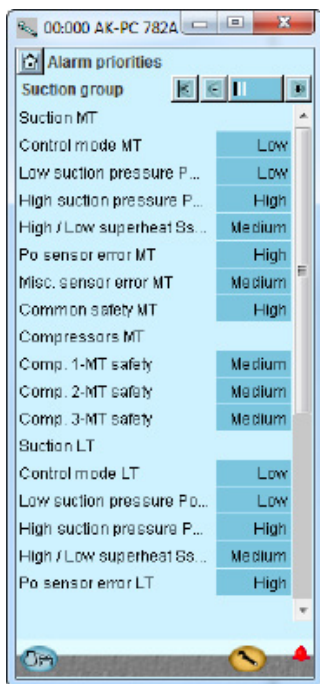 00:000 AK-PC 782A
Alarm priorities
Suction group
Suction MT
Control mode MT Low
Low suction pressure P... Low
High suction pressure P... High
High / Low superheat Ss... Medium
Po sensor error MT High
Misc. sensor error MT Medium
Common safety MT High
Compressors MT
Comp. 1-MT safety Medium
Comp. 2-MT safety Medium
Comp. 3-MT safety Medium
Suction LT
Control mode LT Low
Low suction pressure Po... Low
High suction pressure P... High
High / Low superheat Ss... Medium
Po sensor error LT High